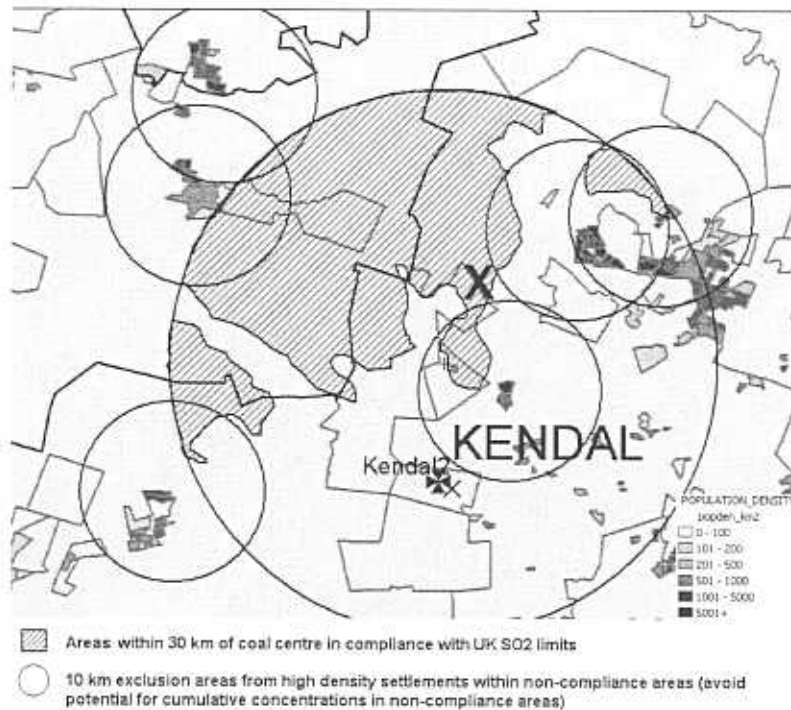 X
KENDAL
Kendal
POPULATION_DENSITY
popden_km2
0 - 100
101 - 200
201 - 500
501 - 1000
1001 - 5000
5001+
Areas within 30 km of coal centre in compliance with UK SO2 limits
10 km exclusion areas from high density settlements within non-compliance areas (avoid
potential for cumulative concentrations in non-compliance areas)